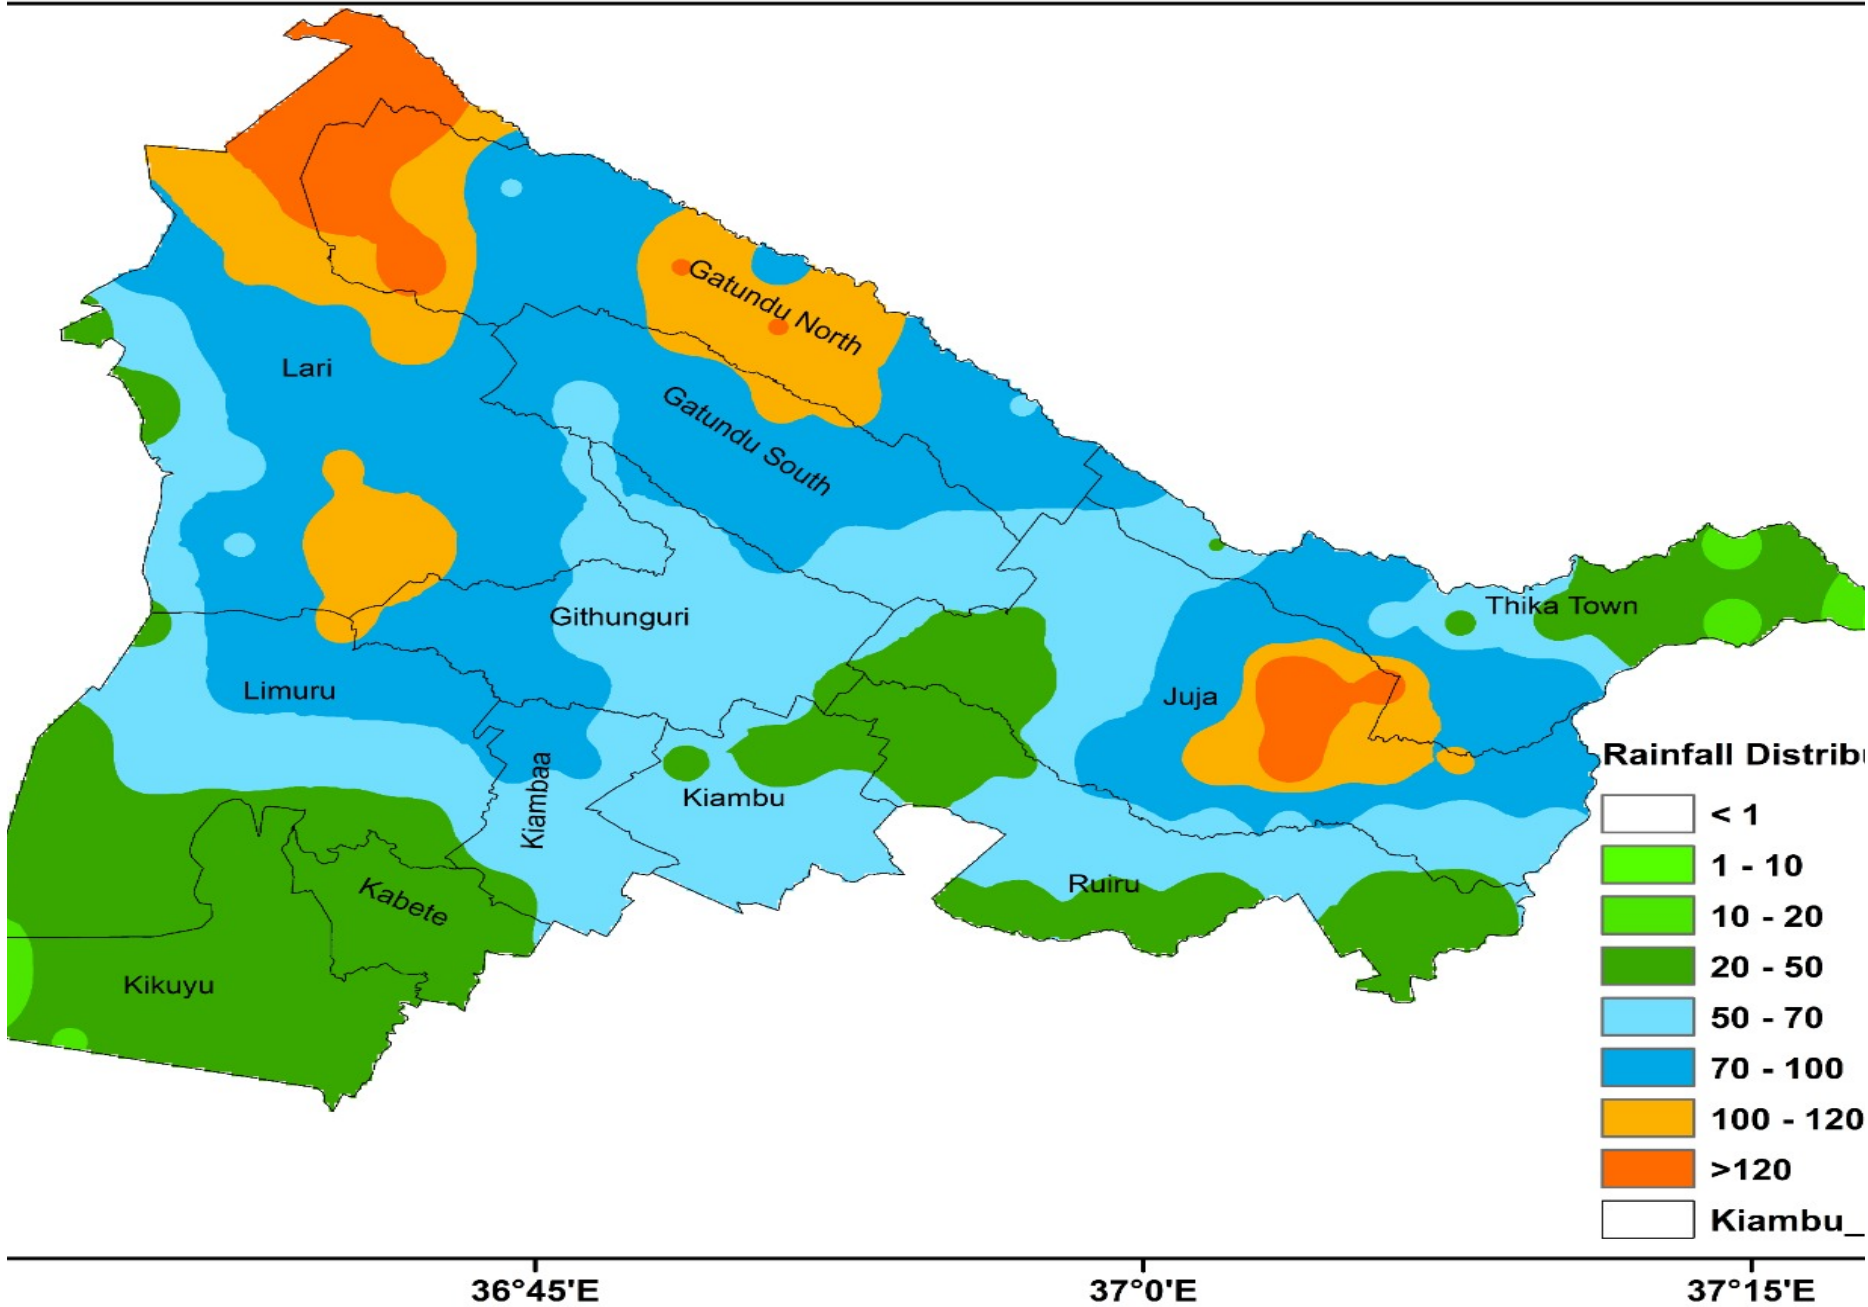 Gatundu North
Lari
Gatundu South
Thika Town
Githunguri
Limuru
Juja
Kiambaa
Kiambu
Ruiru
Kabete
Kikuyu
Rainfall Distribu
< 1
1 - 10
10 - 20
20 - 50
50 - 70
70 - 100
100 - 120
>120
Kiambu_
36°45'E
37°0'E
37°15'E